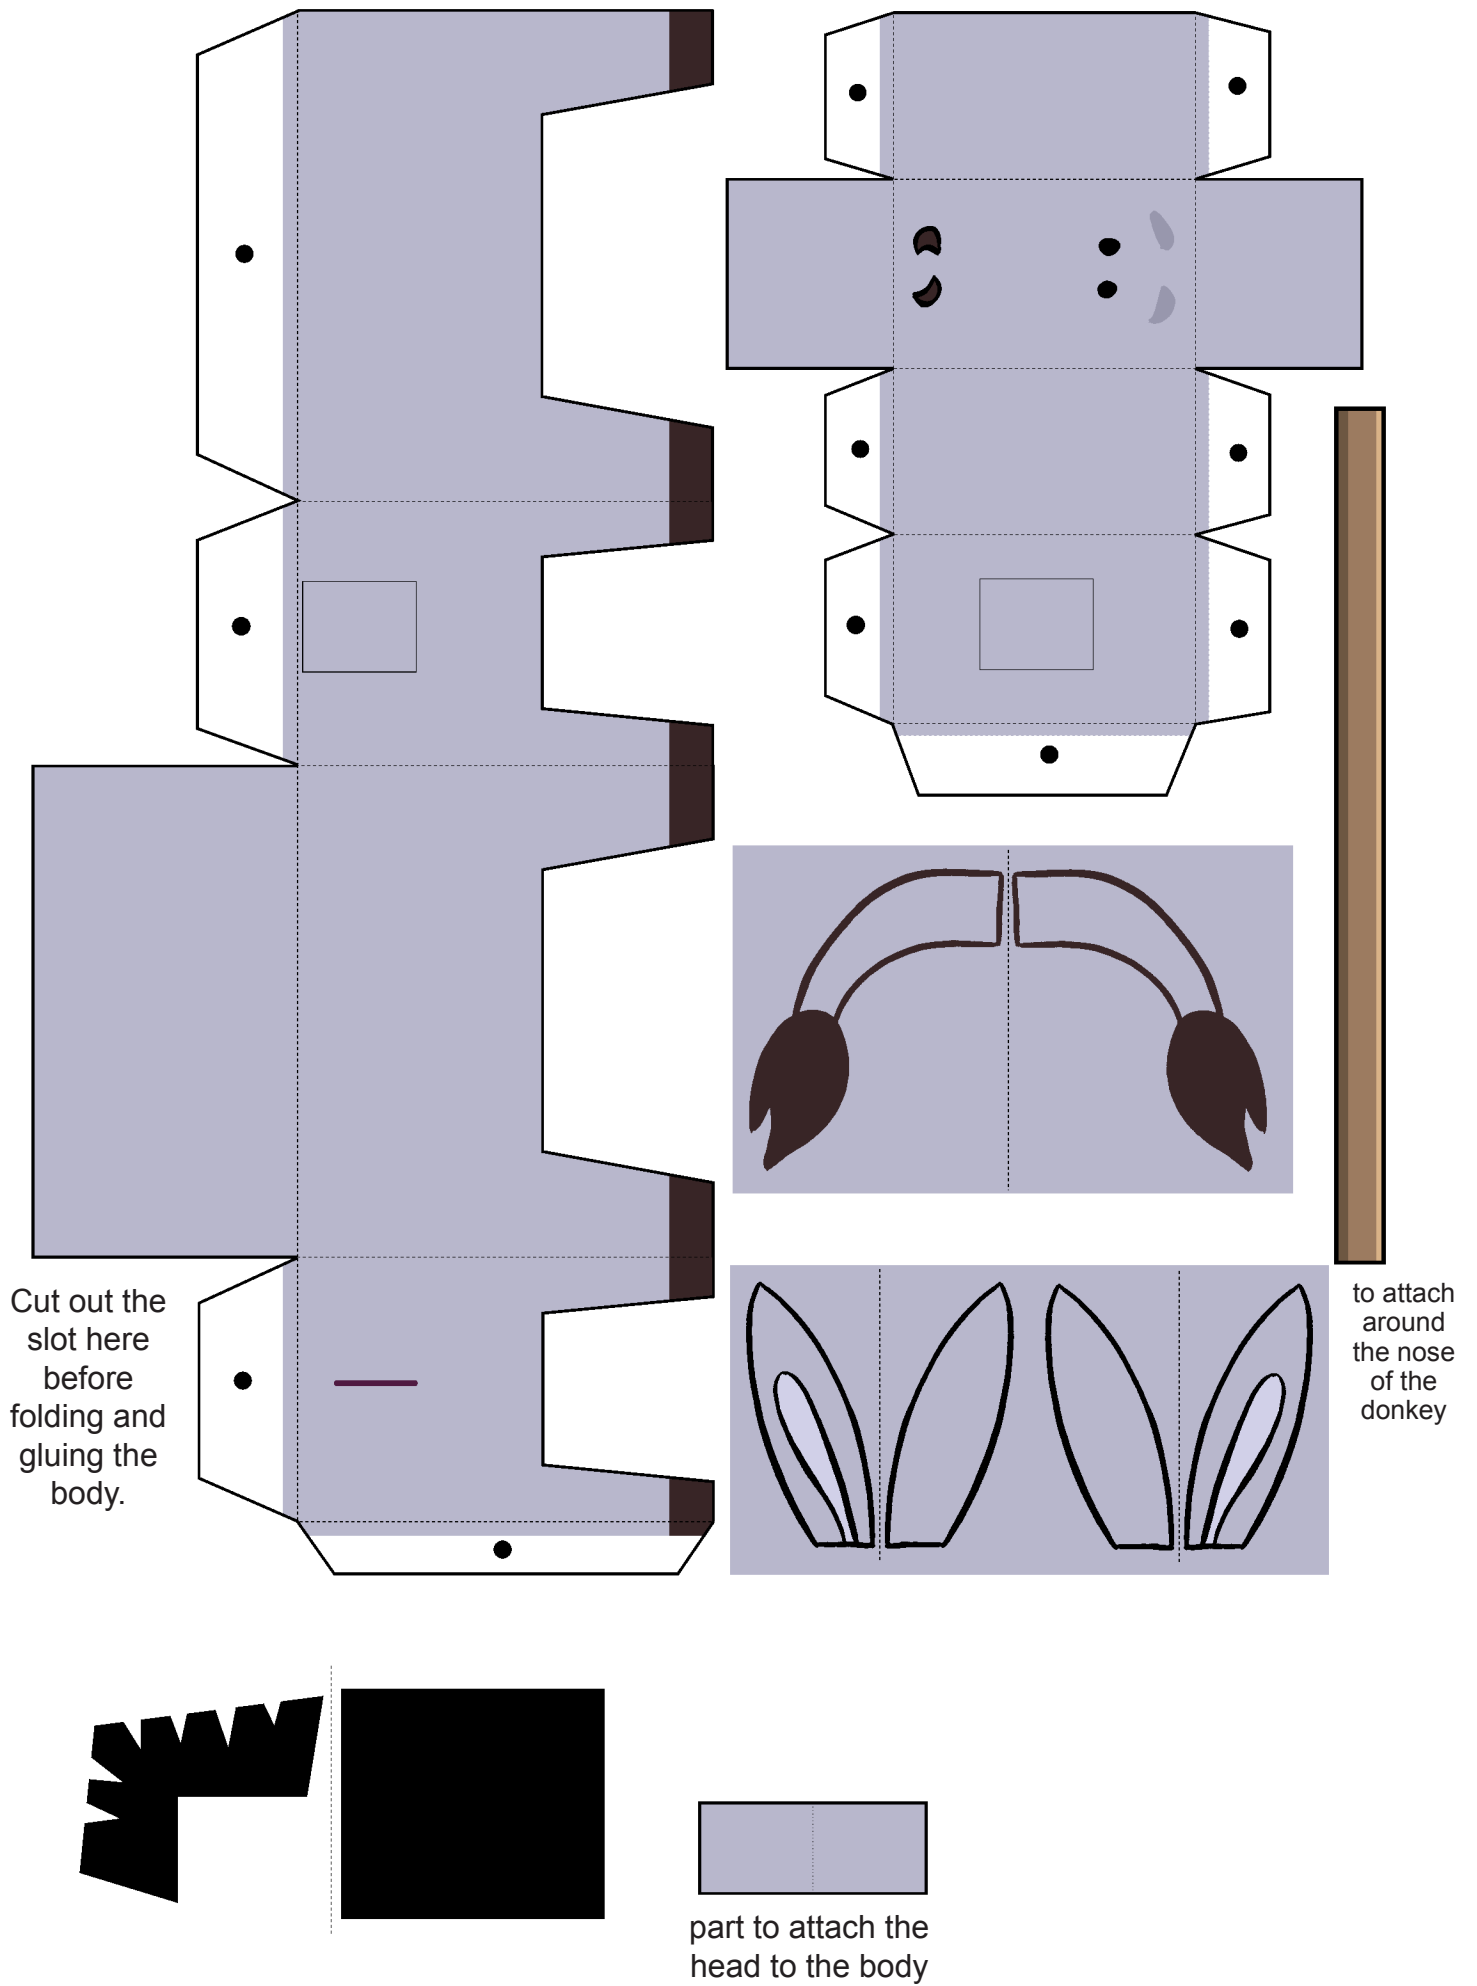 Cut out the
slot here
before
folding and
gluing the
body.
to attach
around
the nose
of the
donkey
part to attach the
head to the body